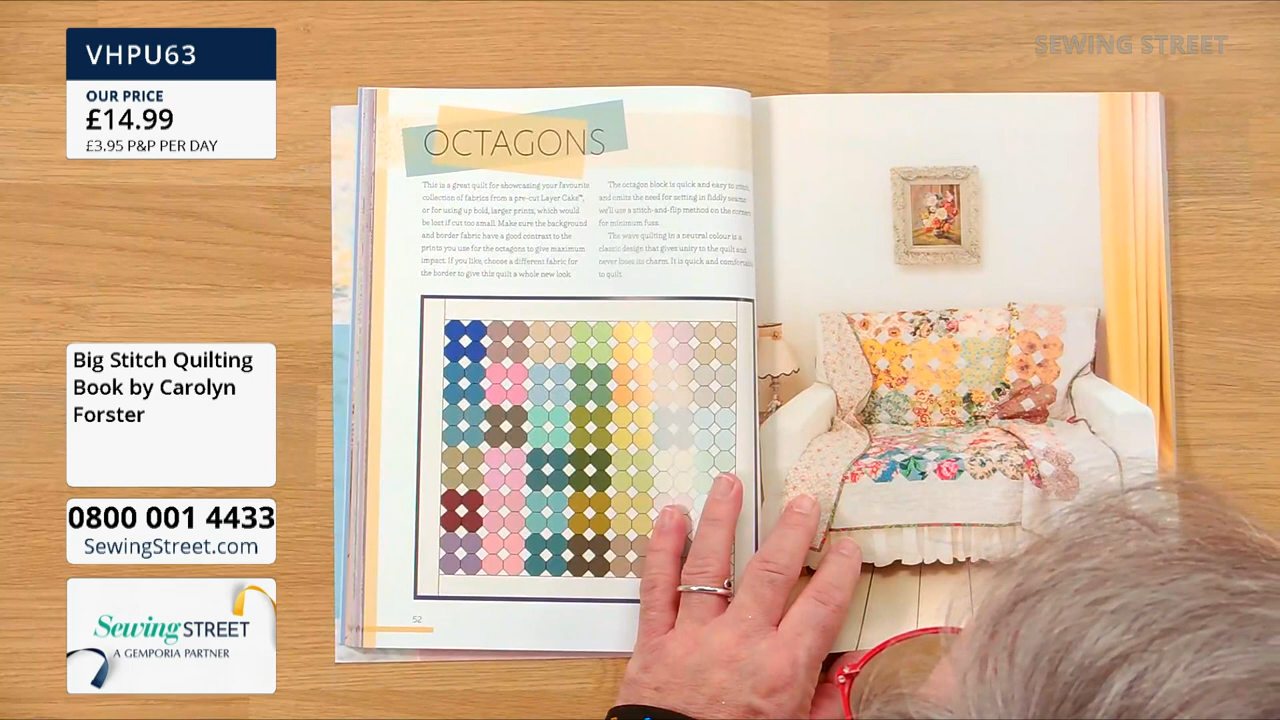 VHPU63
OUR PRICE
£14.99
£3.95 P&P PER DAY
Big Stitch Quilting
Book by Carolyn
Forster
0800 001 4433
SewingStreet.com
Sewing STREET
A GEMPORIA PARTNER
SEWING STREET
OCTAGONS
This is a great quilt for showcasing your favourite
collection of fabrics from a pre-cut Layer Cake™,
or for using up bold, larger prints, which would
be lost if cut too small. Make sure the background
and border fabric have a good contrast to the
prints you use for the octagons to give maximum
impact. If you like, choose a different fabric for
the border to give this quilt a whole new look.
The octagon block is quick and easy to stitch,
and omits the need for setting in fiddly seams
we'll use a stitch-and-flip method on the corners
for minimum fuss.
The wave quilting in a neutral colour is a
classic design that gives unity to the quilt and
never loses its charm. It is quick and comfortable
to quilt.
52